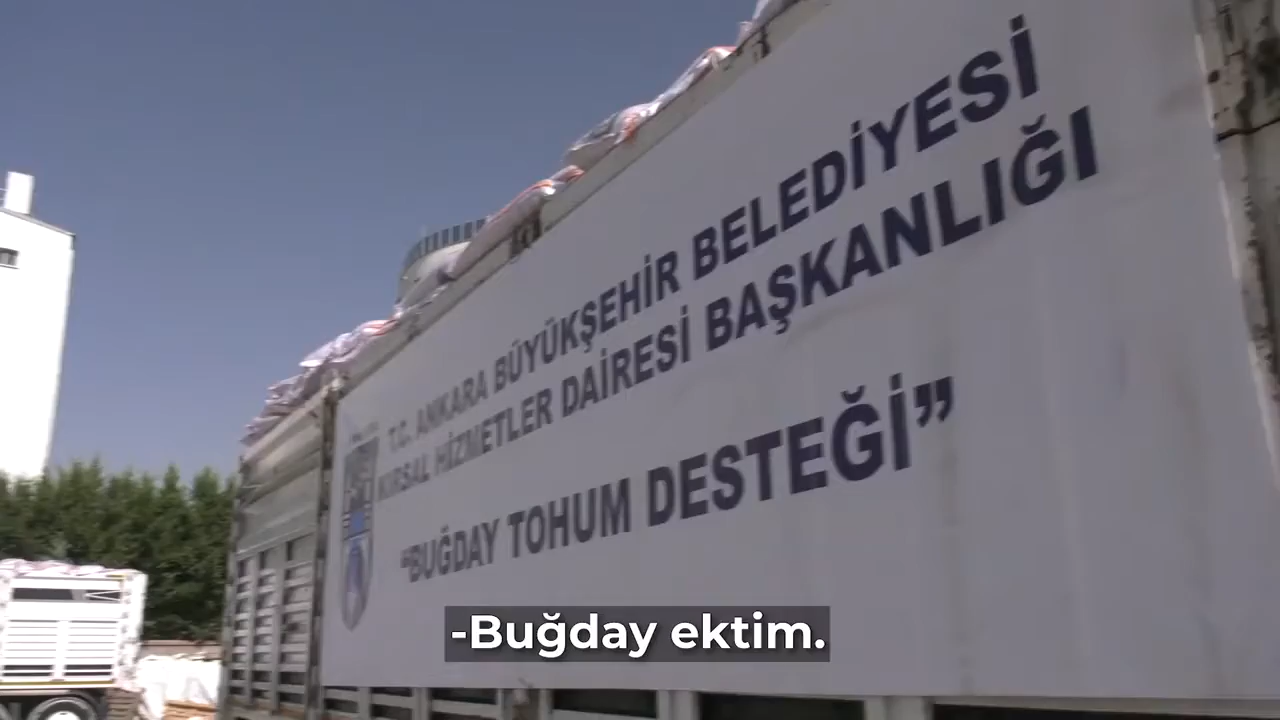 T.C. ANKARA BÜYÜKŞEHİR BELEDİYESİ
KIRSAL HİZMETLER DAİRESİ BAŞKANLIĞI
“BUĞDAY TOHUM DESTEĞİ”
-Buğday ektim.